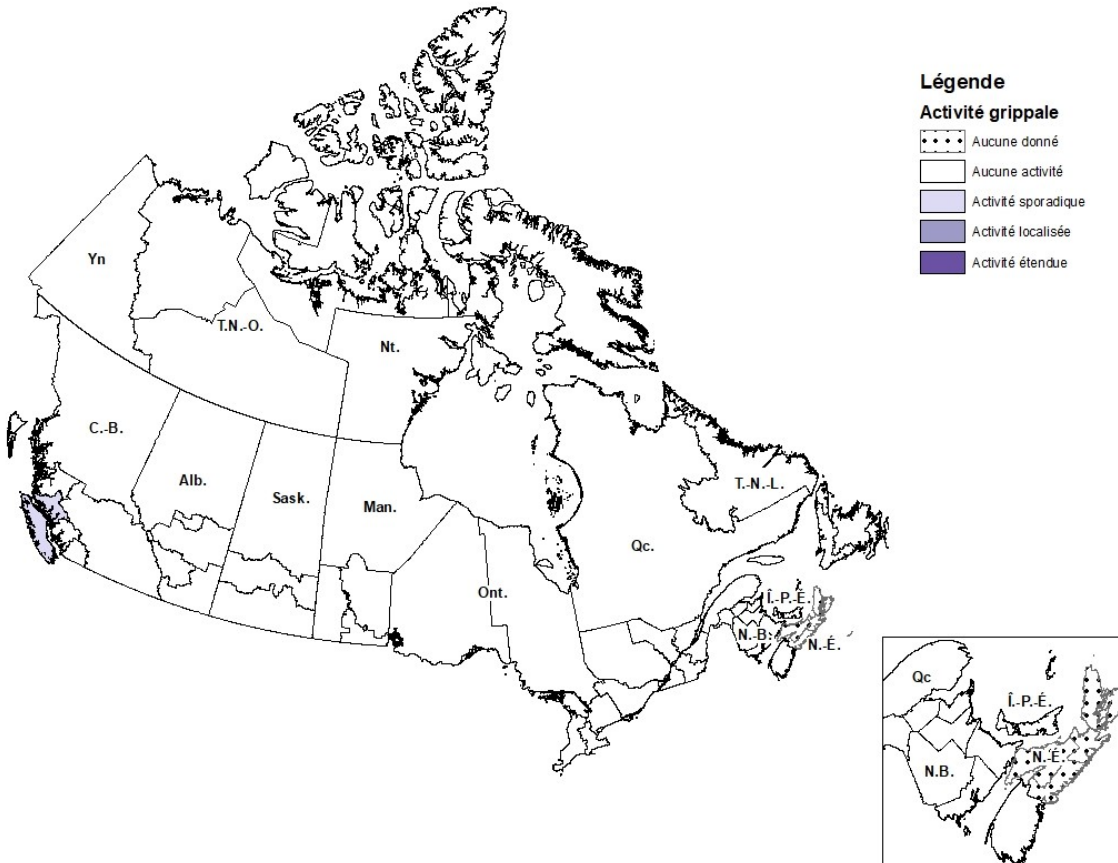 Légende
Activité grippale
Aucune donné
Aucune activité
Activité sporadique
Activité localisée
Activité étendue
Yn
T.N.-O.
Nt.
C.-B.
Alb.
Sask.
Man.
T.-N.-L.
Qc.
Ont.
Î.-P.-É.
N.-B.
N.-É.
Qc
Î.-P.-É.
N.-É.
N.B.